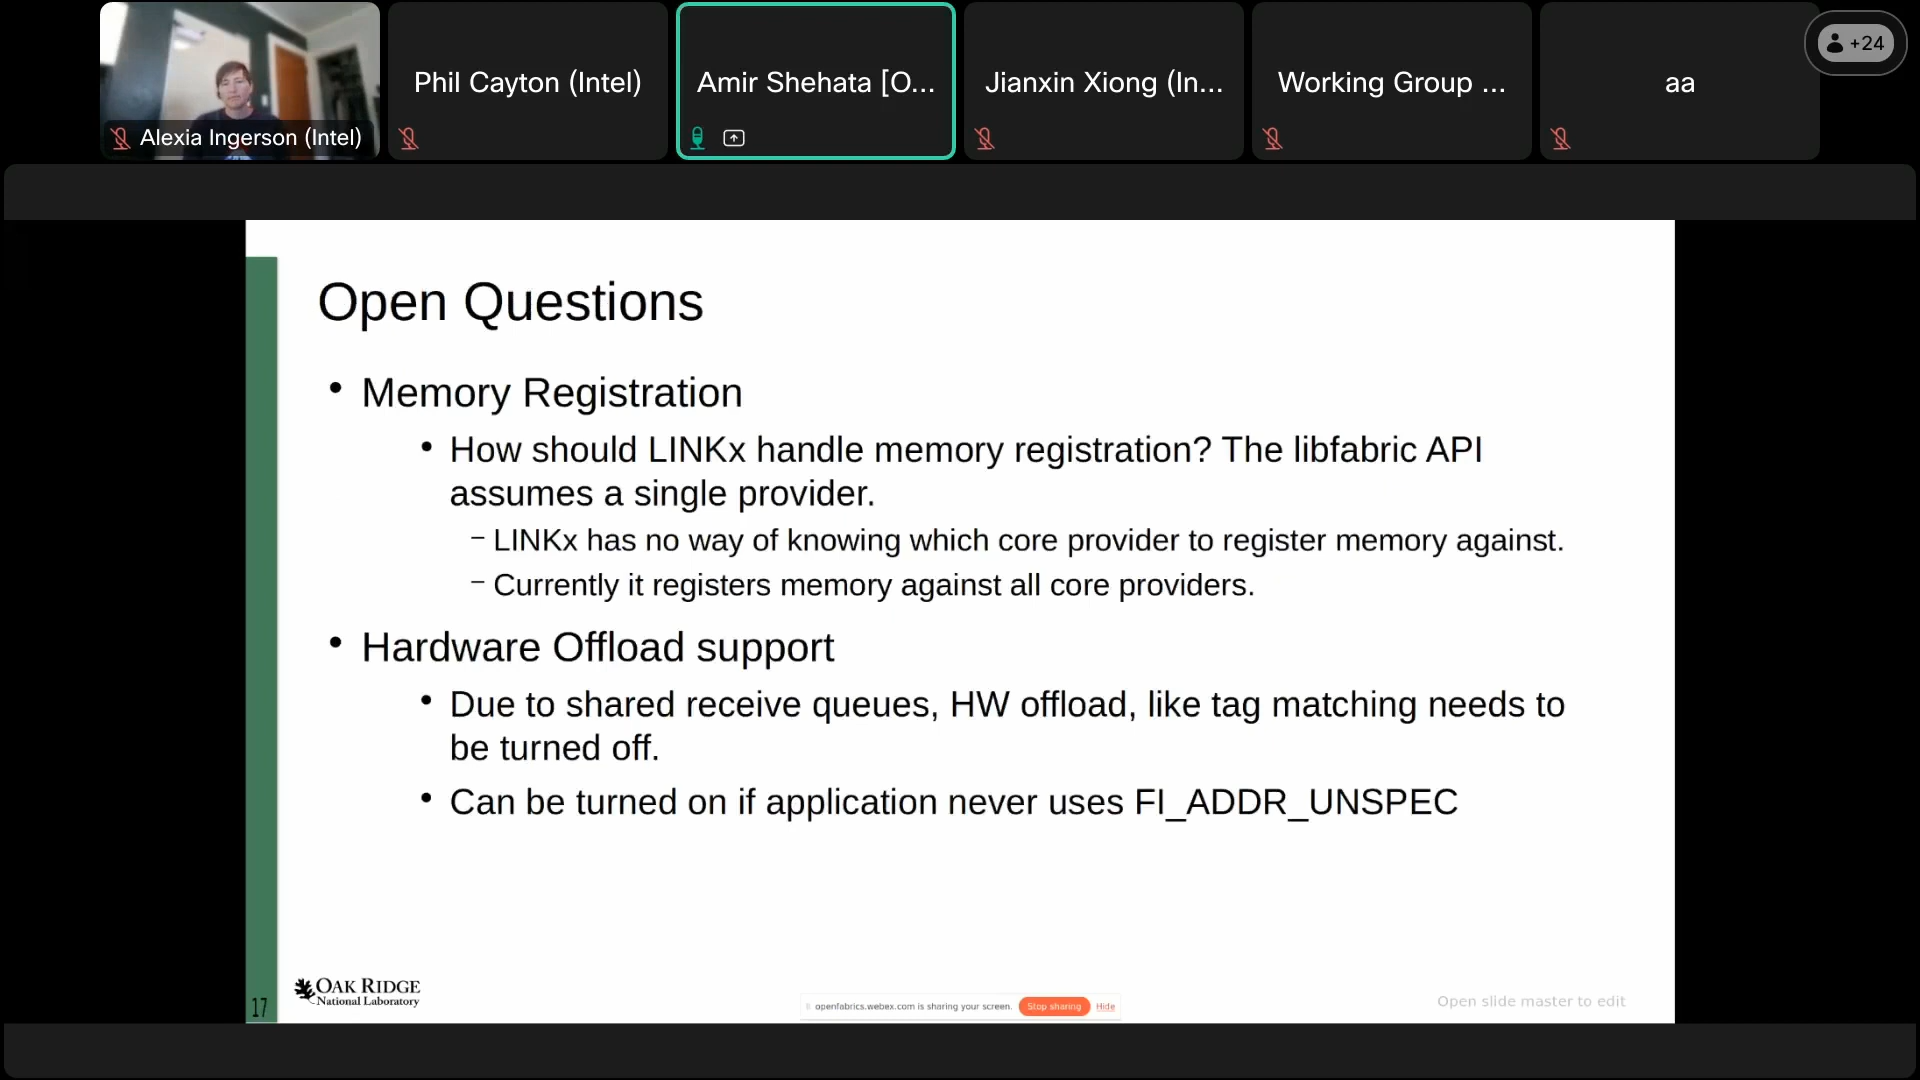 Phil Cayton (Intel)
Amir Shehata [O...
Jianxin Xiong (In...
Working Group ...
aa
+24
Alexia Ingerson (Intel)
Open Questions
• Memory Registration
• How should LINKx handle memory registration? The libfabric API
assumes a single provider.
– LINKx has no way of knowing which core provider to register memory against.
– Currently it registers memory against all core providers.
• Hardware Offload support
• Due to shared receive queues, HW offload, like tag matching needs to
be turned off.
• Can be turned on if application never uses FI_ADDR_UNSPEC
17
OAK RIDGE
National Laboratory
openfabrics.webex.com is sharing your screen. Stop sharing Hide
Open slide master to edit